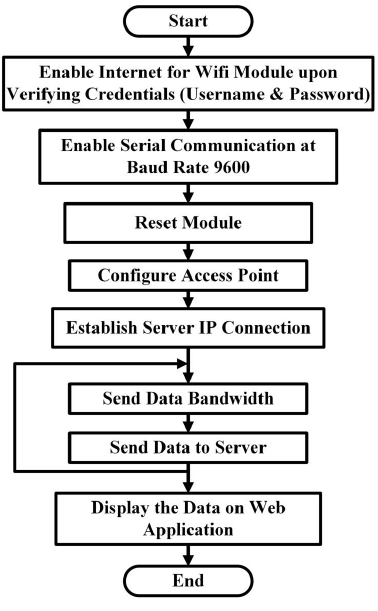 Start
Enable Internet for Wifi Module upon
Verifying Credentials (Username & Password)
Enable Serial Communication at
Baud Rate 9600
Reset Module
Configure Access Point
Establish Server IP Connection
Send Data Bandwidth
Send Data to Server
Display the Data on Web
Application
End